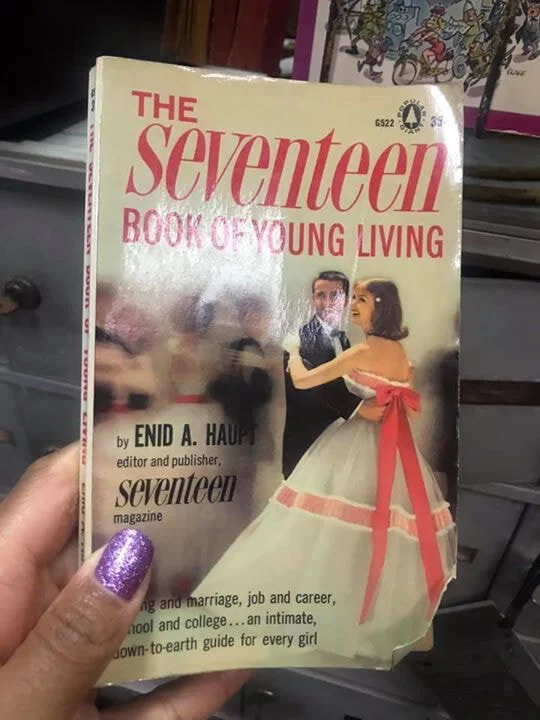 THE
Seventeen
BOOK OF YOUNG LIVING
G522
POPULAR
GIANT
35
by ENID A. HAUPT
editor and publisher,
seventeen
magazine
ng and marriage, job and career,
hool and college...an intimate,
down-to-earth guide for every girl
THE SEVENTEEN BOOK OF YOUNG LIVING